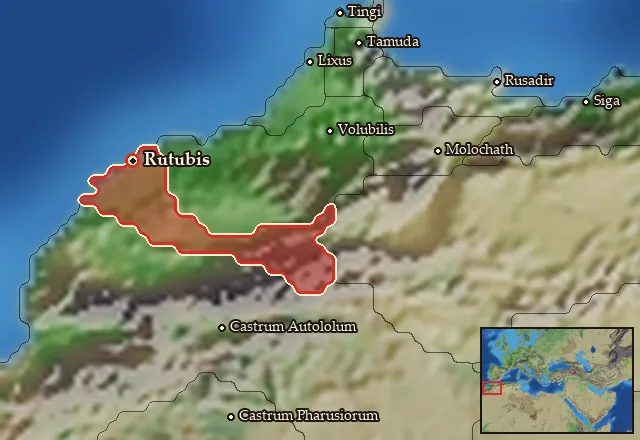 Tingi
Tamuda
Lixus
Rusadir
Siga
Volubilis
Molochath
Rutubis
Castrum Autololum
Castrum Pharusiorum